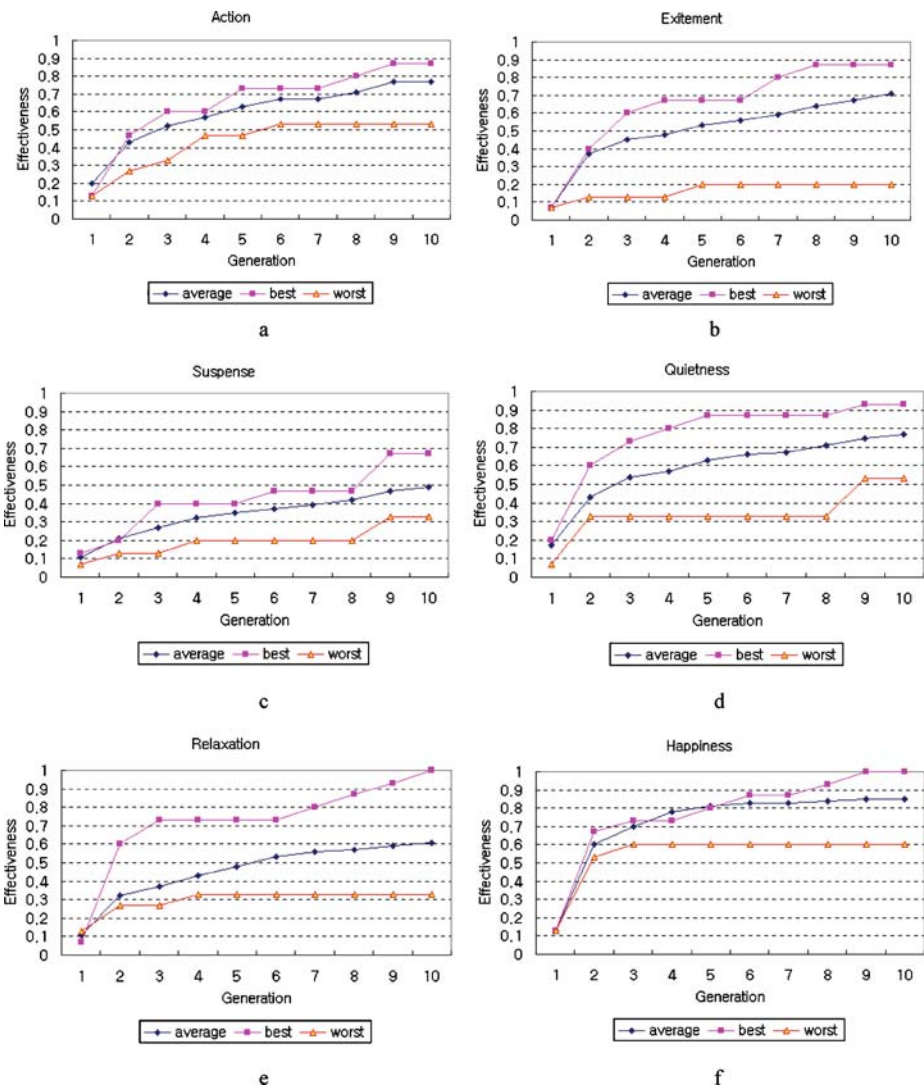 Action
Effectiveness
1
0.9
0.8
0.7
0.6
0.5
0.4
0.3
0.2
0.1
0
1 2 3 4 5 6 7 8 9 10
Generation
average best worst
a
Exitement
Effectiveness
1
0.9
0.8
0.7
0.6
0.5
0.4
0.3
0.2
0.1
0
1 2 3 4 5 6 7 8 9 10
Generation
average best worst
b
Suspense
Effectiveness
1
0.9
0.8
0.7
0.6
0.5
0.4
0.3
0.2
0.1
0
1 2 3 4 5 6 7 8 9 10
Generation
average best worst
c
Quietness
Effectiveness
1
0.9
0.8
0.7
0.6
0.5
0.4
0.3
0.2
0.1
0
1 2 3 4 5 6 7 8 9 10
Generation
average best worst
d
Relaxation
Effectiveness
1
0.9
0.8
0.7
0.6
0.5
0.4
0.3
0.2
0.1
0
1 2 3 4 5 6 7 8 9 10
Generation
average best worst
e
Happiness
Effectiveness
1
0.9
0.8
0.7
0.6
0.5
0.4
0.3
0.2
0.1
0
1 2 3 4 5 6 7 8 9 10
Generation
average best worst
f